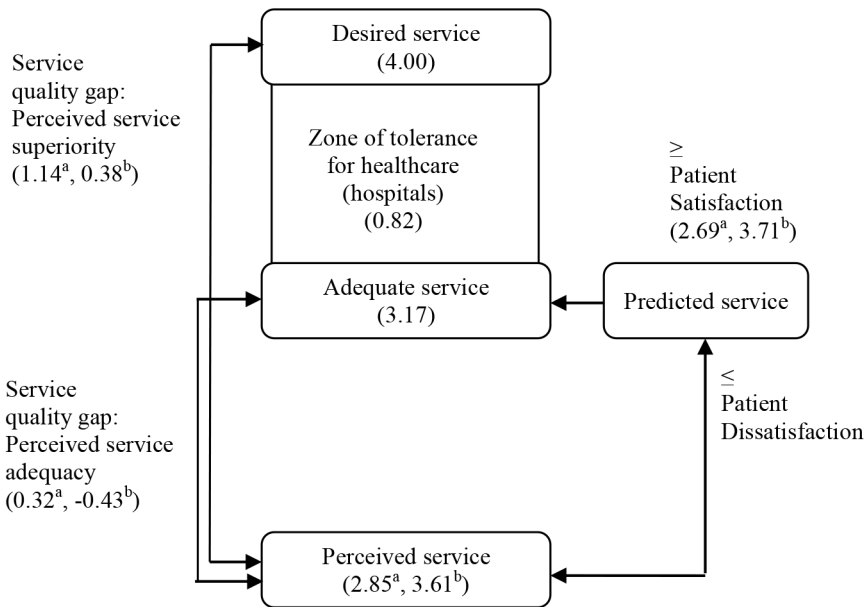 Desired service
(4.00)
Service
quality gap:
Perceived service
superiority
(1.14ᵃ, 0.38ᵇ)
Zone of tolerance
for healthcare
(hospitals)
(0.82)
≥
Patient
Satisfaction
(2.69ᵃ, 3.71ᵇ)
Adequate service
(3.17)
Predicted service
Service
quality gap:
Perceived service
adequacy
(0.32ᵃ, -0.43ᵇ)
≤
Patient
Dissatisfaction
Perceived service
(2.85ᵃ, 3.61ᵇ)